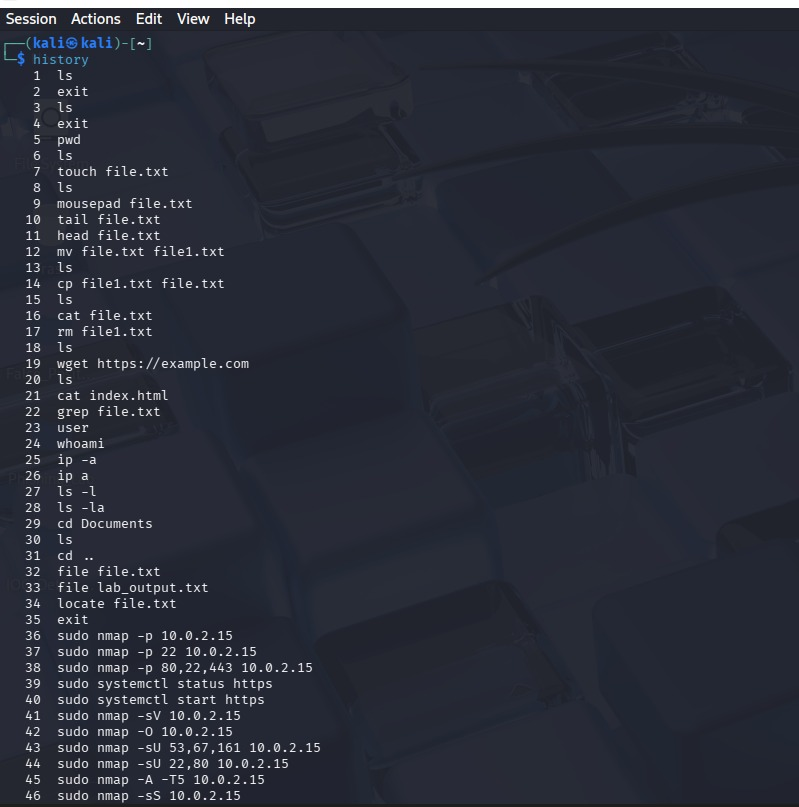 Session Actions Edit View Help
┌──(kali㉿kali)-[~]
└─$ history
1 ls
2 exit
3 ls
4 exit
5 pwd
6 ls
7 touch file.txt
8 ls
9 mousepad file.txt
10 tail file.txt
11 head file.txt
12 mv file.txt file1.txt
13 ls
14 cp file1.txt file.txt
15 ls
16 cat file.txt
17 rm file1.txt
18 ls
19 wget https://example.com
20 ls
21 cat index.html
22 grep file.txt
23 user
24 whoami
25 ip -a
26 ip a
27 ls -l
28 ls -la
29 cd Documents
30 ls
31 cd ..
32 file file.txt
33 file lab_output.txt
34 locate file.txt
35 exit
36 sudo nmap -p 10.0.2.15
37 sudo nmap -p 22 10.0.2.15
38 sudo nmap -p 80,22,443 10.0.2.15
39 sudo systemctl status https
40 sudo systemctl start https
41 sudo nmap -sV 10.0.2.15
42 sudo nmap -O 10.0.2.15
43 sudo nmap -sU 53,67,161 10.0.2.15
44 sudo nmap -sU 22,80 10.0.2.15
45 sudo nmap -A -T5 10.0.2.15
46 sudo nmap -sS 10.0.2.15